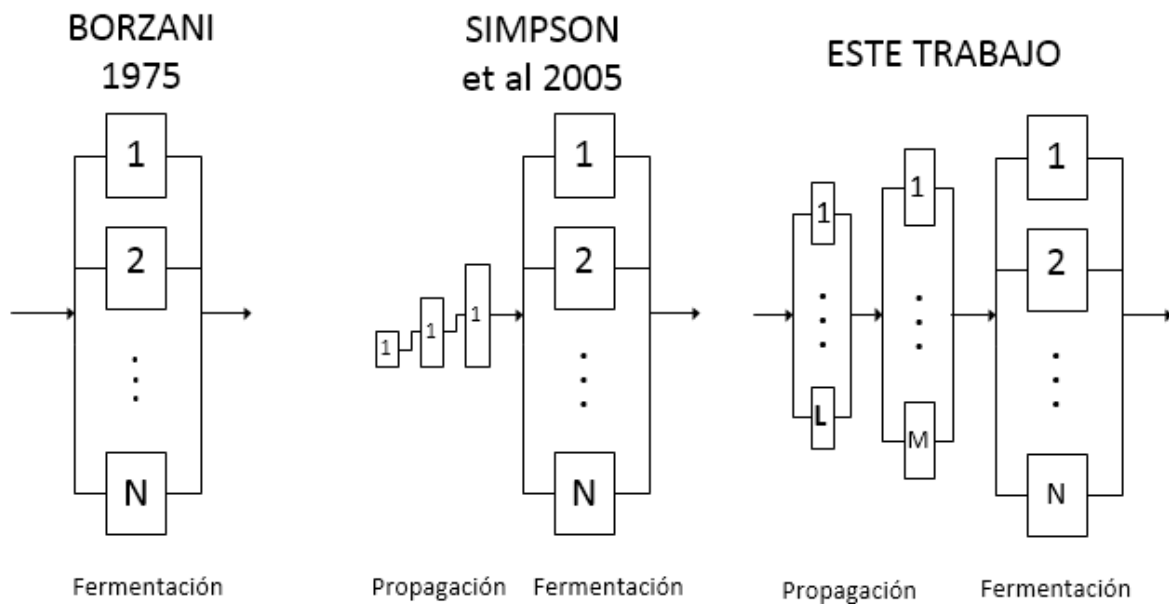 BORZANI
1975
1
2
N
Fermentación
SIMPSON
et al 2005
1
1
1
1
2
N
Propagación
Fermentación
ESTE TRABAJO
1
L
1
M
1
2
N
Propagación
Fermentación